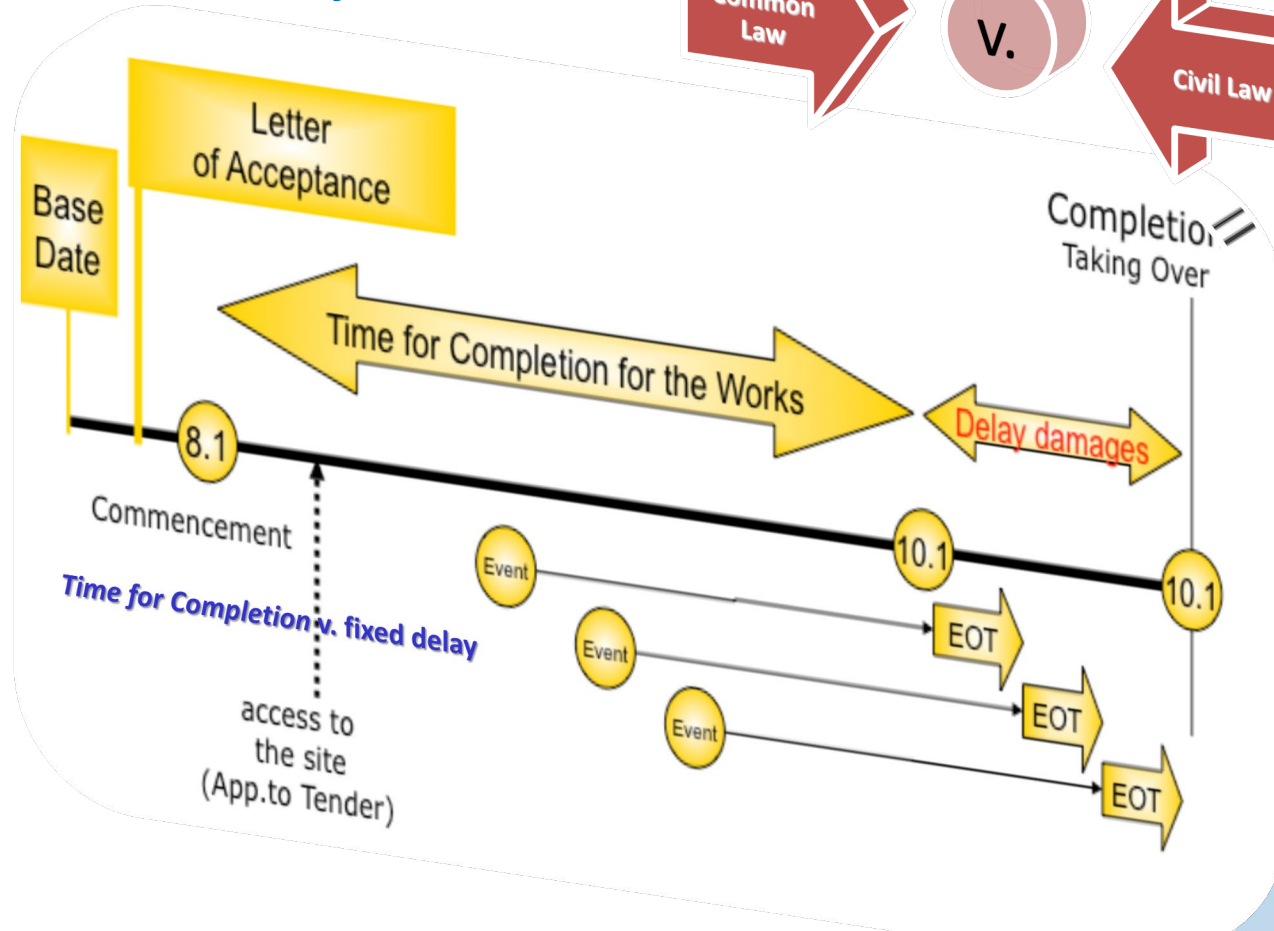 Common
Law
V.
Civil Law
Letter
of Acceptance
Base
Date
Completion
Taking Over
Time for Completion for the Works
Delay damages
8.1
Commencement
10.1
10.1
Event
EOT
Time for Completion v. fixed delay
Event
EOT
Event
EOT
access to
the site
(App.to Tender)